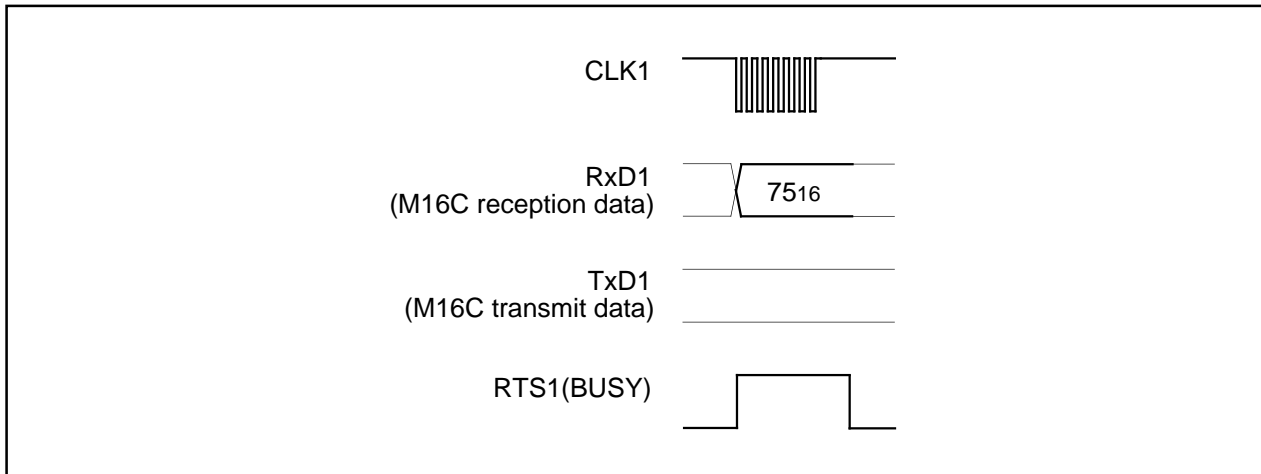 CLK1
RxD1
(M16C reception data)
7516
TxD1
(M16C transmit data)
RTS1(BUSY)